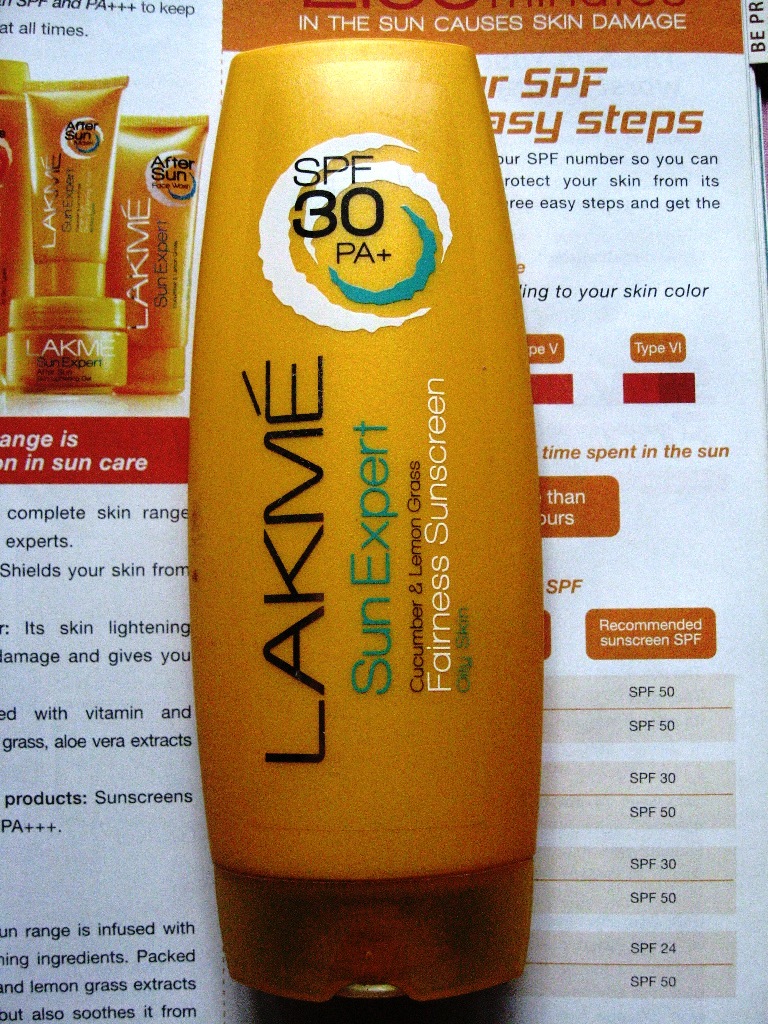 SPF and PA+++ to keep
at all times.
After
Sun
LAKMÉ
Sun Expert
After
Sun
Face Wash
LAKMÉ
Sun Expert
LAKMÉ
Sun Expert
After Sun
ange is
on in sun care
complete skin range
experts.
Shields your skin from
r: Its skin lightening
damage and gives you
ed with vitamin and
grass, aloe vera extracts
products: Sunscreens
PA+++.
un range is infused with
ning ingredients. Packed
and lemon grass extracts
but also soothes it from
SPF
30
PA+
LAKMÉ
Sun Expert
Cucumber & Lemon Grass
Fairness Sunscreen
Oily Skin
minutes
IN THE SUN CAUSES SKIN DAMAGE
BE PR
r SPF
asy steps
our SPF number so you can
rotect your skin from its
ree easy steps and get the
e
ling to your skin color
pe V
Type VI
time spent in the sun
than
ours
SPF
Recommended
sunscreen SPF
SPF 50
SPF 50
SPF 30
SPF 50
SPF 30
SPF 50
SPF 24
SPF 50